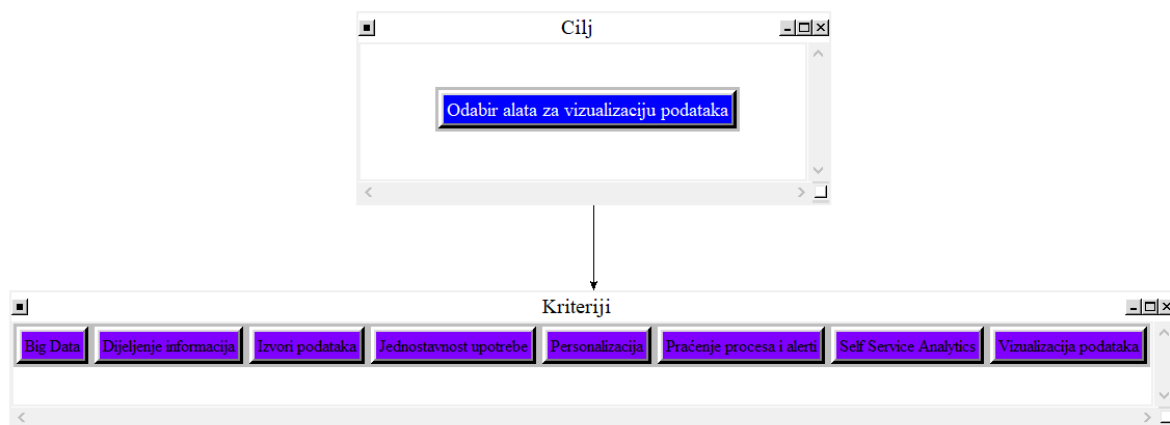 Cilj
Odabir alata za vizualizaciju podataka
Kriteriji
Big Data Dijeljenje informacija Izvori podataka Jednostavnost upotrebe Personalizacija Praćenje procesa i alerti Self Service Analytics Vizualizacija podataka